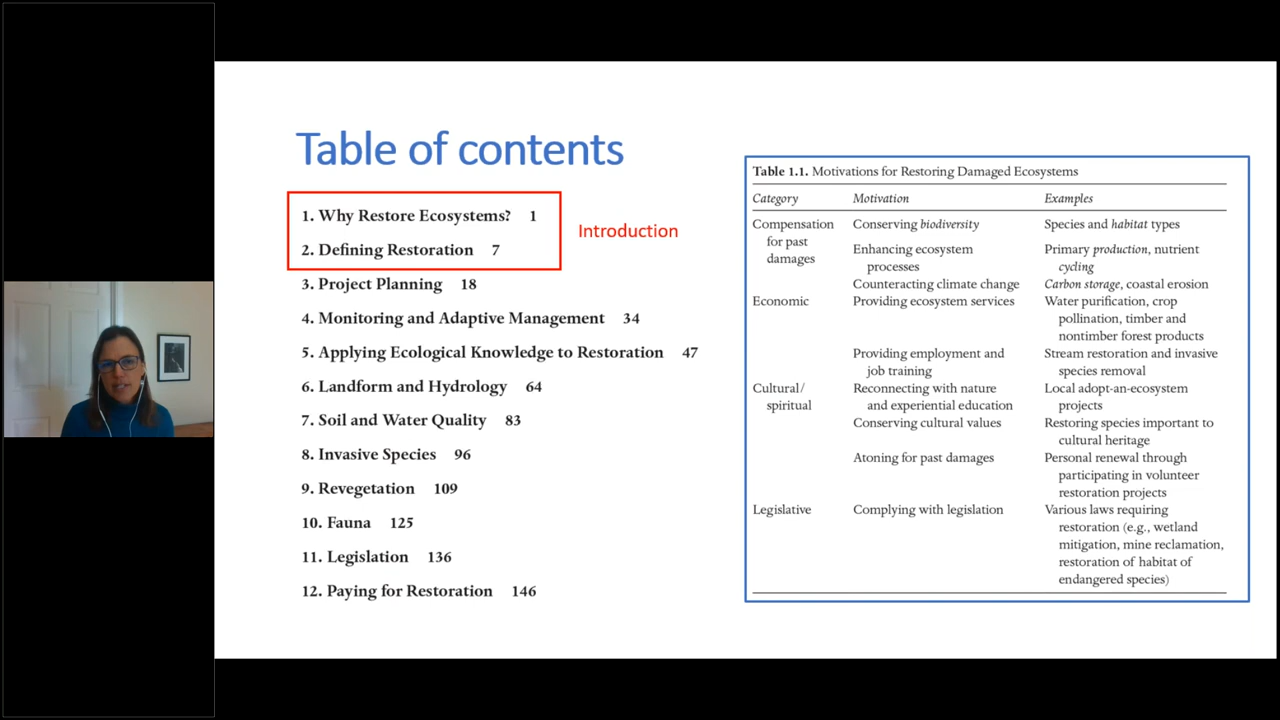 Table of contents
1. Why Restore Ecosystems? 1
2. Defining Restoration 7
Introduction
3. Project Planning 18
4. Monitoring and Adaptive Management 34
5. Applying Ecological Knowledge to Restoration 47
6. Landform and Hydrology 64
7. Soil and Water Quality 83
8. Invasive Species 96
9. Revegetation 109
10. Fauna 125
11. Legislation 136
12. Paying for Restoration 146
Table 1.1. Motivations for Restoring Damaged Ecosystems
Category Motivation Examples
Compensation Conserving biodiversity Species and habitat types
for past
damages
Enhancing ecosystem Primary production, nutrient
processes cycling
Counteracting climate change Carbon storage, coastal erosion
Economic Providing ecosystem services Water purification, crop
pollination, timber and
nontimber forest products
Providing employment and Stream restoration and invasive
job training species removal
Cultural/ Reconnecting with nature Local adopt-an-ecosystem
spiritual and experiential education projects
Conserving cultural values Restoring species important to
cultural heritage
Atoning for past damages Personal renewal through
participating in volunteer
restoration projects
Legislative Complying with legislation Various laws requiring
restoration (e.g., wetland
mitigation, mine reclamation,
restoration of habitat of
endangered species)